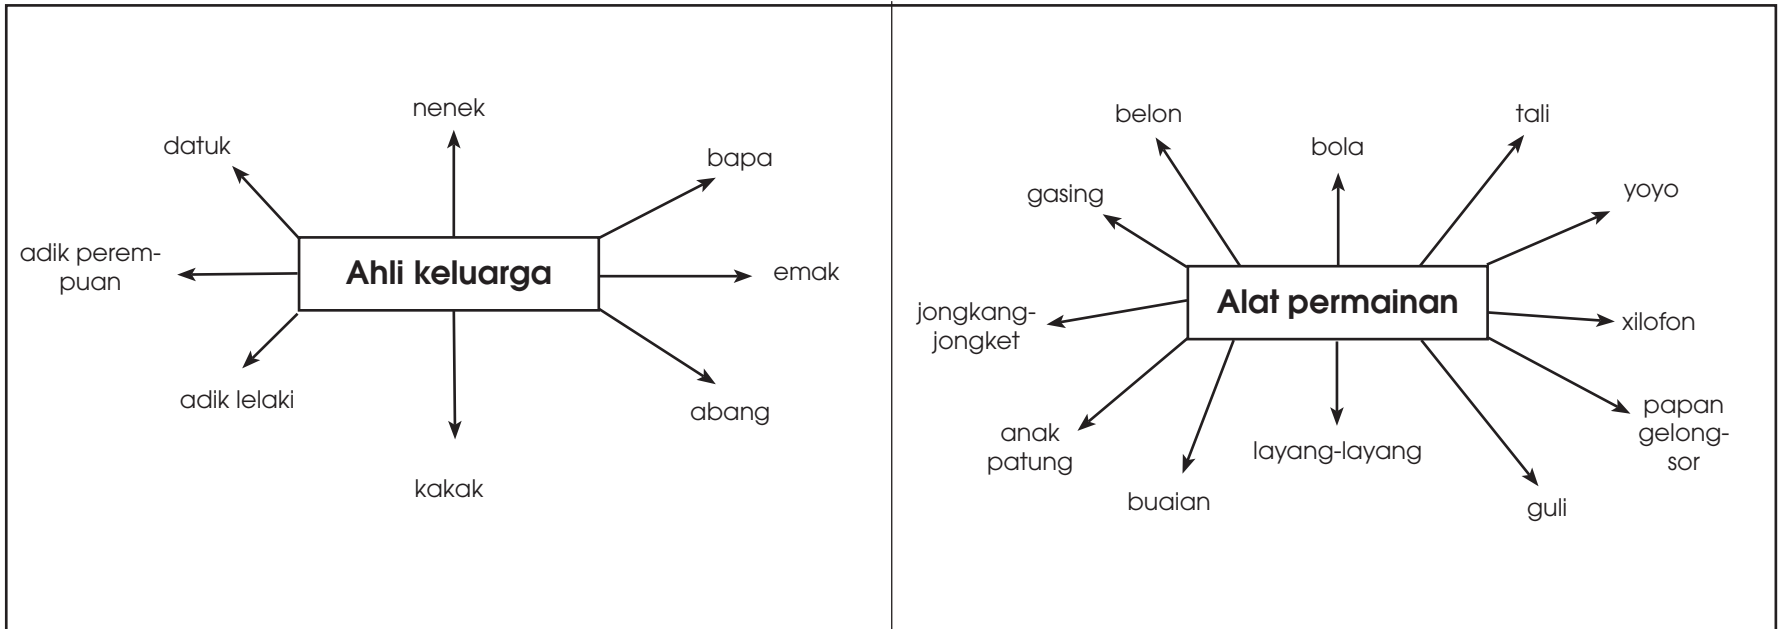 nenek
datuk
bapa
adik perem-
puan
Ahli keluarga
emak
adik lelaki
abang
kakak
belon
tali
bola
gasing
yoyo
jongkang-
jongket
Alat permainan
xilofon
anak
patung
layang-layang
papan
gelong-
sor
buaian
guli